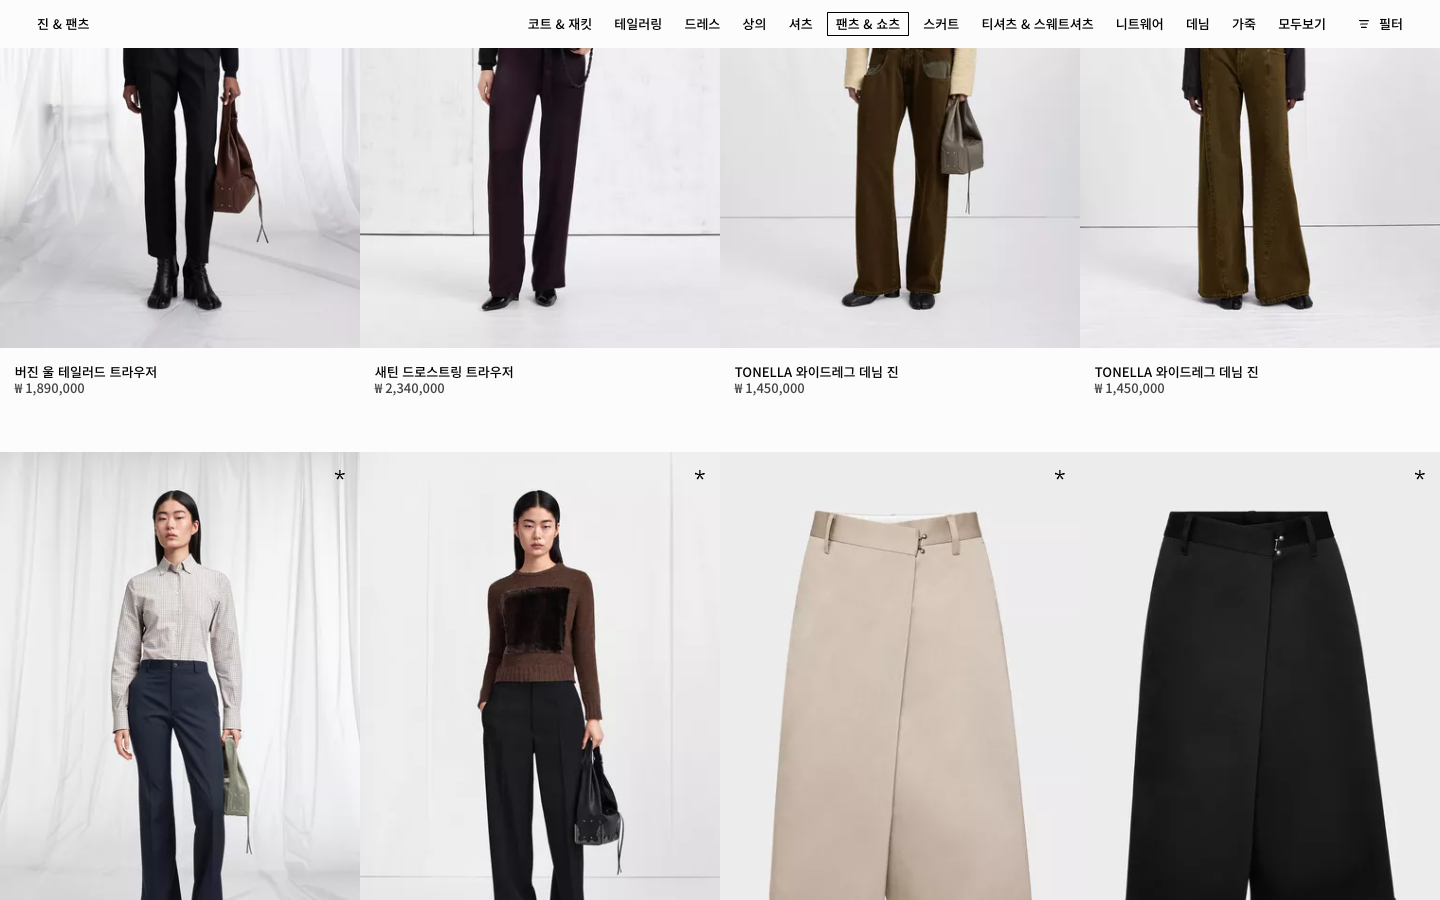 진 & 팬츠
코트 & 재킷
테일러링
드레스
상의
셔츠
팬츠 & 쇼츠
스커트
티셔츠 & 스웨트셔츠
니트웨어
데님
가죽
모두보기
필터
버진 울 테일러드 트라우저
₩ 1,890,000
새틴 드로스트링 트라우저
₩ 2,340,000
TONELLA 와이드레그 데님 진
₩ 1,450,000
TONELLA 와이드레그 데님 진
₩ 1,450,000
*
*
*
*